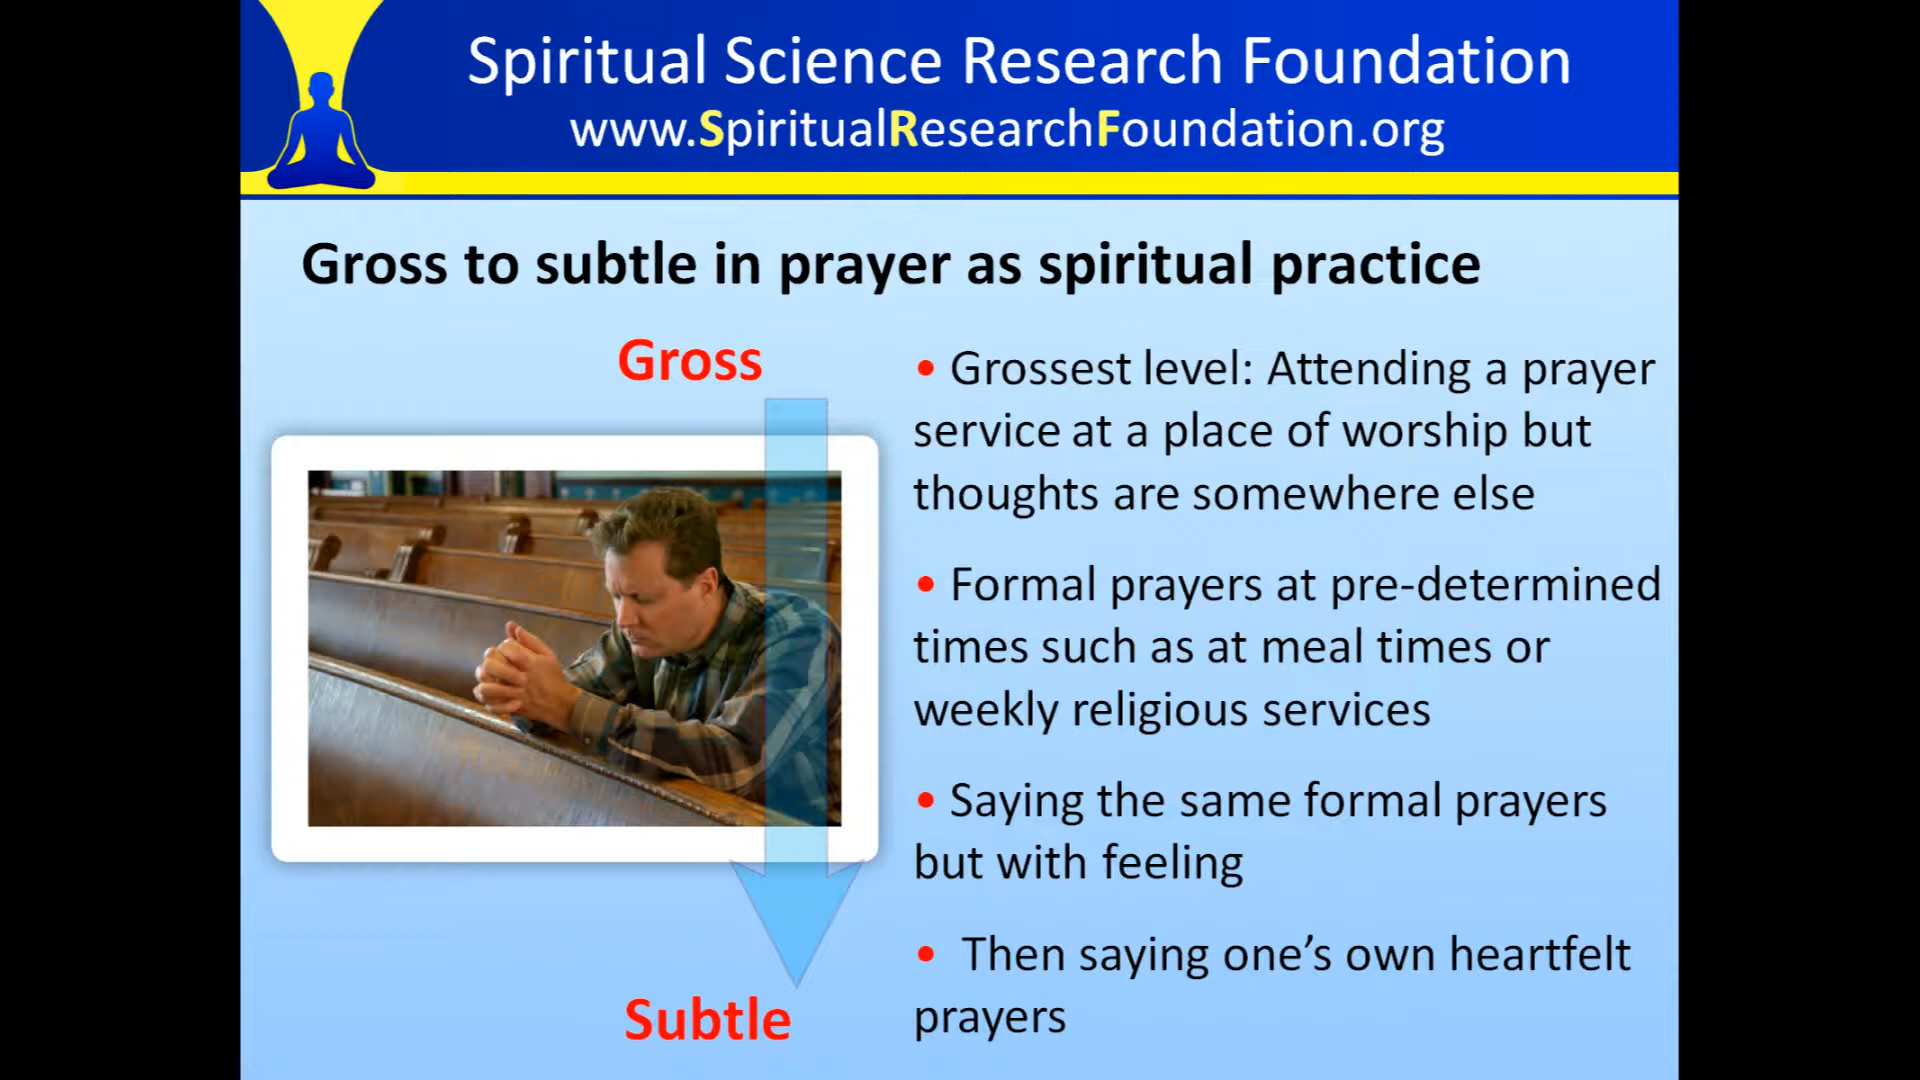 Spiritual Science Research Foundation
www.SpiritualResearchFoundation.org
Gross to subtle in prayer as spiritual practice
Gross
• Grossest level: Attending a prayer
service at a place of worship but
thoughts are somewhere else
• Formal prayers at pre-determined
times such as at meal times or
weekly religious services
• Saying the same formal prayers
but with feeling
• Then saying one’s own heartfelt
prayers
Subtle